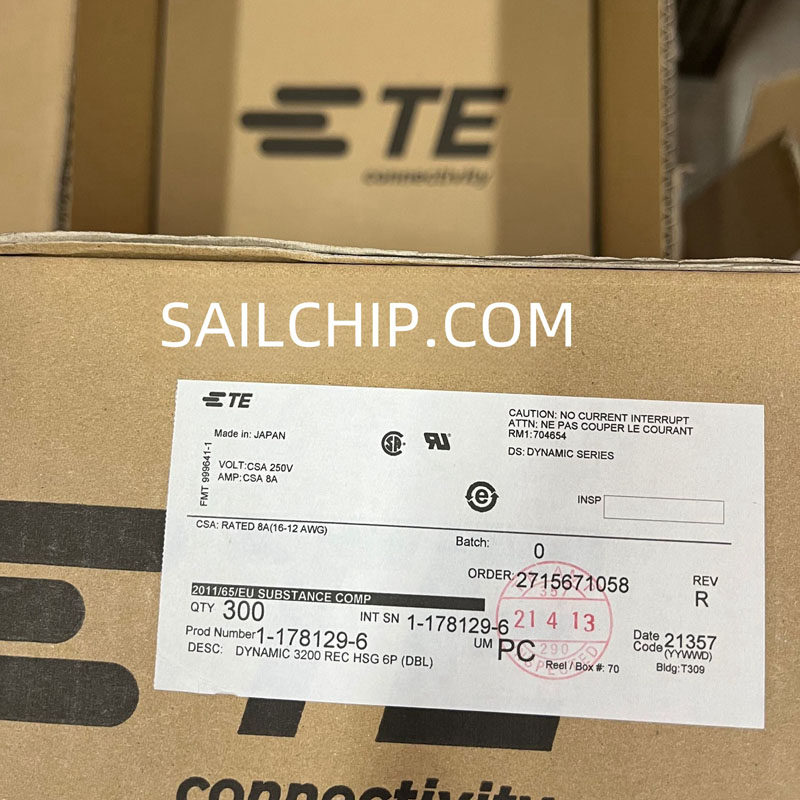 TE
connectivity
SAILCHIP.COM
TE
Made in: JAPAN
FMT 999641-1
VOLT:CSA 250V
AMP:CSA 8A
CAUTION: NO CURRENT INTERRUPT
ATTN: NE PAS COUPER LE COURANT
RM1:704654
DS: DYNAMIC SERIES
INSP
CSA: RATED 8A(16-12 AWG)
Batch: 0
ORDER: 2715671058
REV
R
2011/65/EU SUBSTANCE COMP
QTY 300
INT SN 1-178129-6
21 4 13
290
Prod Number 1-178129-6
UM PC
Reel / Box #: 70
Date Code (YYWWD) 21357
Bldg:T309
DESC: DYNAMIC 3200 REC HSG 6P (DBL)
TE
connectivity